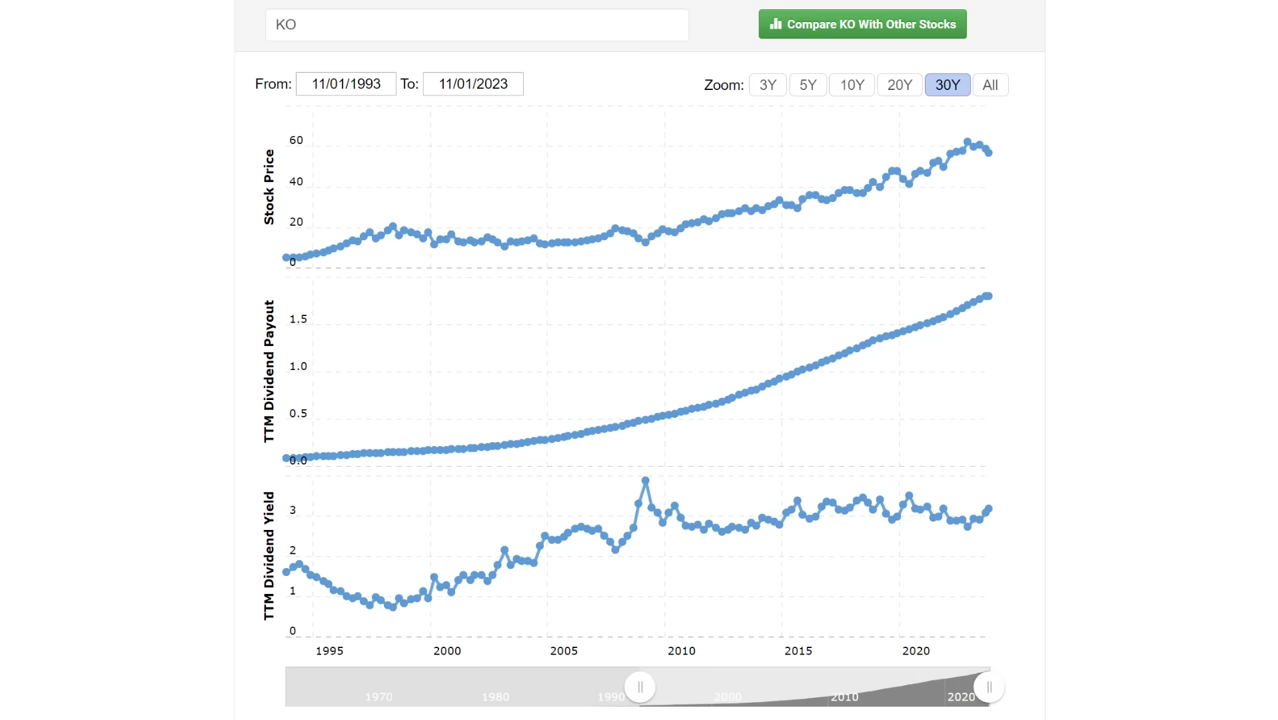 KO
Compare KO With Other Stocks
From: 11/01/1993 To: 11/01/2023
Zoom: 3Y 5Y 10Y 20Y 30Y All
Stock Price
60
40
20
0
TTM Dividend Payout
1.5
1.0
0.5
0.0
TTM Dividend Yield
3
2
1
0
1995 2000 2005 2010 2015 2020
1970 1980 1990 2000 2010 2020